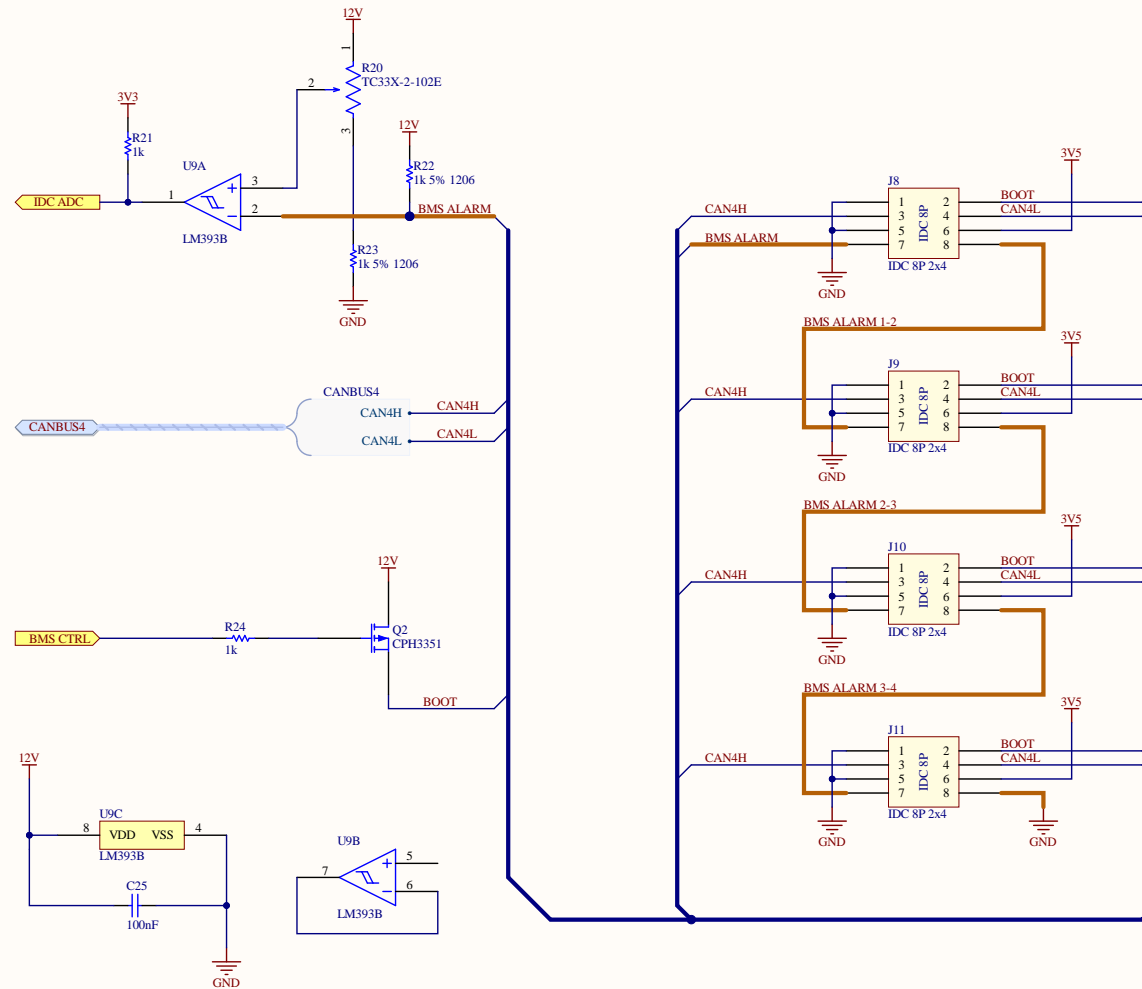 12V
1
R20
TC33X-2-102E
2
3
3V3
R21
1k
12V
R22
1k 5% 1206
U9A
IDC ADC
1
3
2
LM393B
BMS ALARM
R23
1k 5% 1206
GND
CANBUS4
CANBUS4
CAN4H
CAN4H
CAN4L
CAN4L
12V
BMS CTRL
R24
1k
Q2
CPH3351
BOOT
12V
U9C
8
VDD
VSS
4
LM393B
C25
100nF
GND
U9B
7
5
6
LM393B
3V5
J8
CAN4H
BMS ALARM
1
3
5
7
IDC 8P
2
4
6
8
BOOT
CAN4L
IDC 8P 2x4
GND
BMS ALARM 1-2
3V5
J9
CAN4H
1
3
5
7
IDC 8P
2
4
6
8
BOOT
CAN4L
IDC 8P 2x4
GND
BMS ALARM 2-3
3V5
J10
CAN4H
1
3
5
7
IDC 8P
2
4
6
8
BOOT
CAN4L
IDC 8P 2x4
GND
BMS ALARM 3-4
3V5
J11
CAN4H
1
3
5
7
IDC 8P
2
4
6
8
BOOT
CAN4L
IDC 8P 2x4
GND
GND